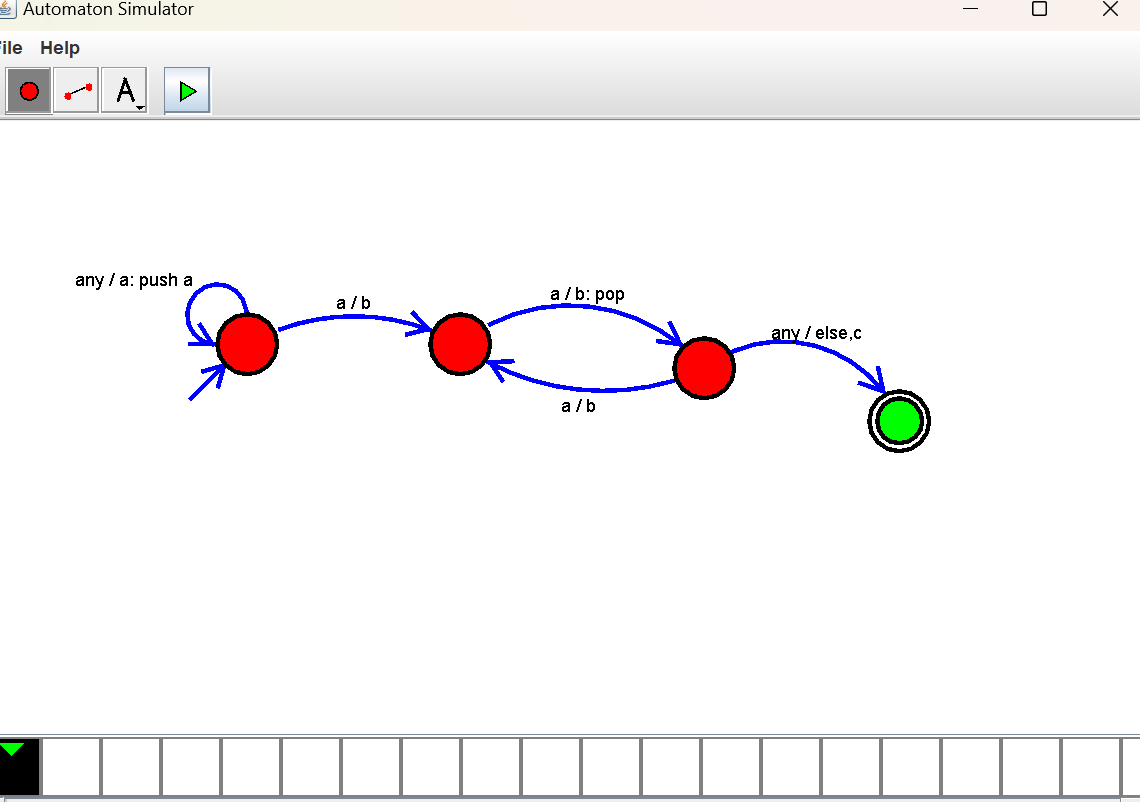 Automaton Simulator
ile Help
A
any / a: push a
a / b
a / b: pop
any / else,c
a / b